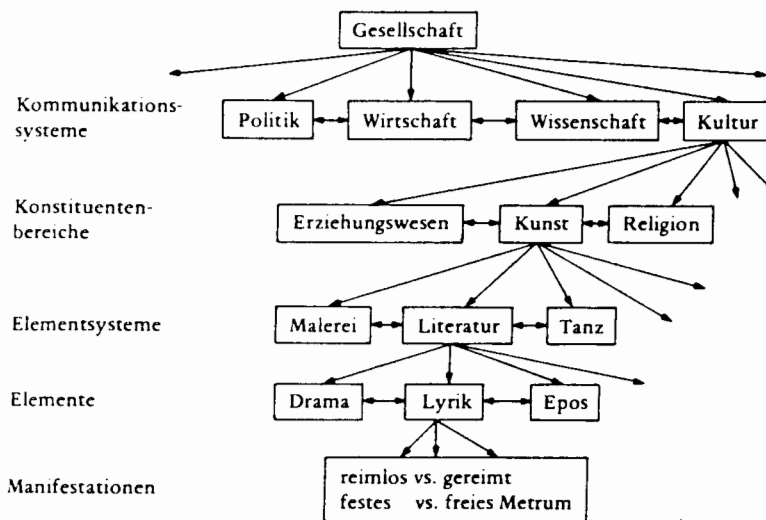 Gesellschaft
Kommunikations-
systeme
Politik Wirtschaft Wissenschaft Kultur
Konstituenten-
bereiche
Erziehungswesen Kunst Religion
Elementsysteme Malerei Literatur Tanz
Elemente Drama Lyrik Epos
Manifestationen
reimlos vs. gereimt
festes vs. freies Metrum